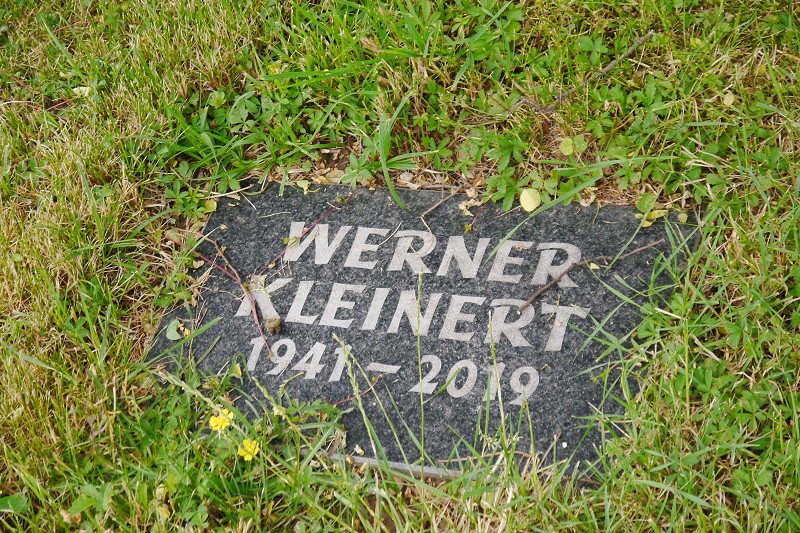 WERNER
KLEINERT
1941 – 2019